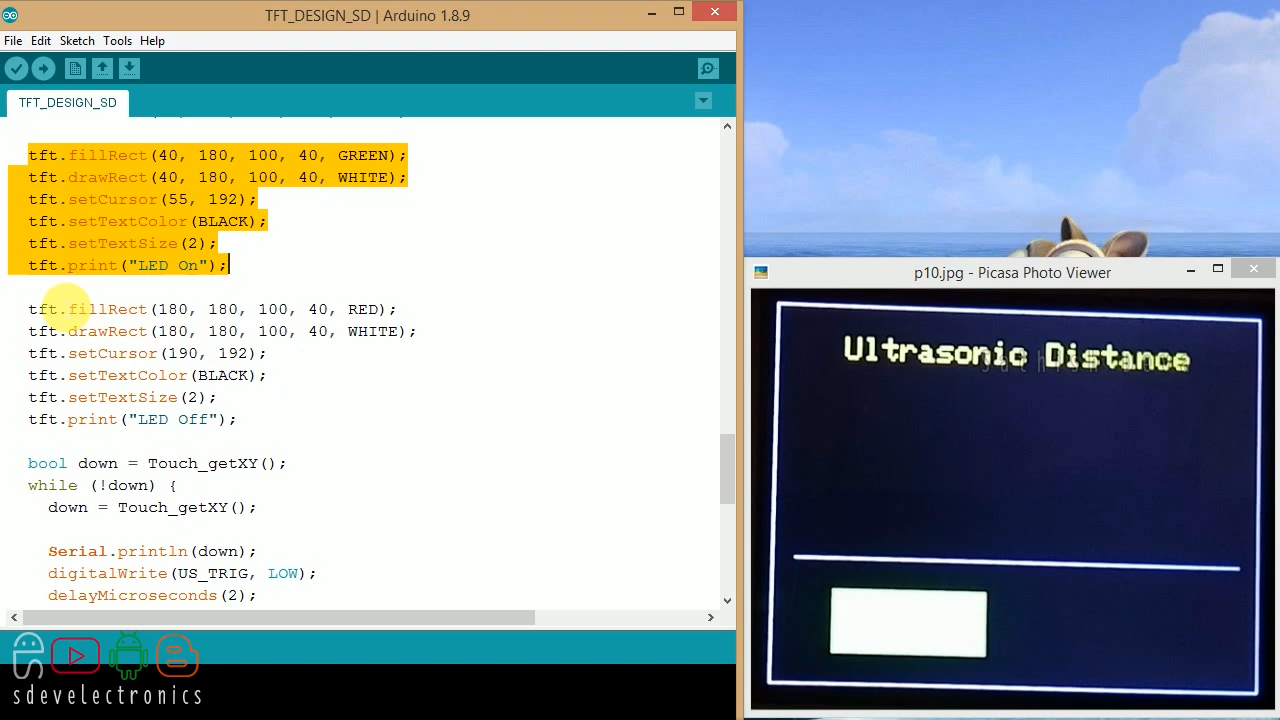 TFT_DESIGN_SD | Arduino 1.8.9
File Edit Sketch Tools Help
TFT_DESIGN_SD
tft.fillRect(40, 180, 100, 40, GREEN);
tft.drawRect(40, 180, 100, 40, WHITE);
tft.setCursor(55, 192);
tft.setTextColor(BLACK);
tft.setTextSize(2);
tft.print("LED On");
tft.fillRect(180, 180, 100, 40, RED);
tft.drawRect(180, 180, 100, 40, WHITE);
tft.setCursor(190, 192);
tft.setTextColor(BLACK);
tft.setTextSize(2);
tft.print("LED Off");
bool down = Touch_getXY();
while (!down) {
down = Touch_getXY();
Serial.println(down);
digitalWrite(US_TRIG, LOW);
delayMicroseconds(2);
sdevelectronics
p10.jpg - Picasa Photo Viewer
Ultrasonic Distance